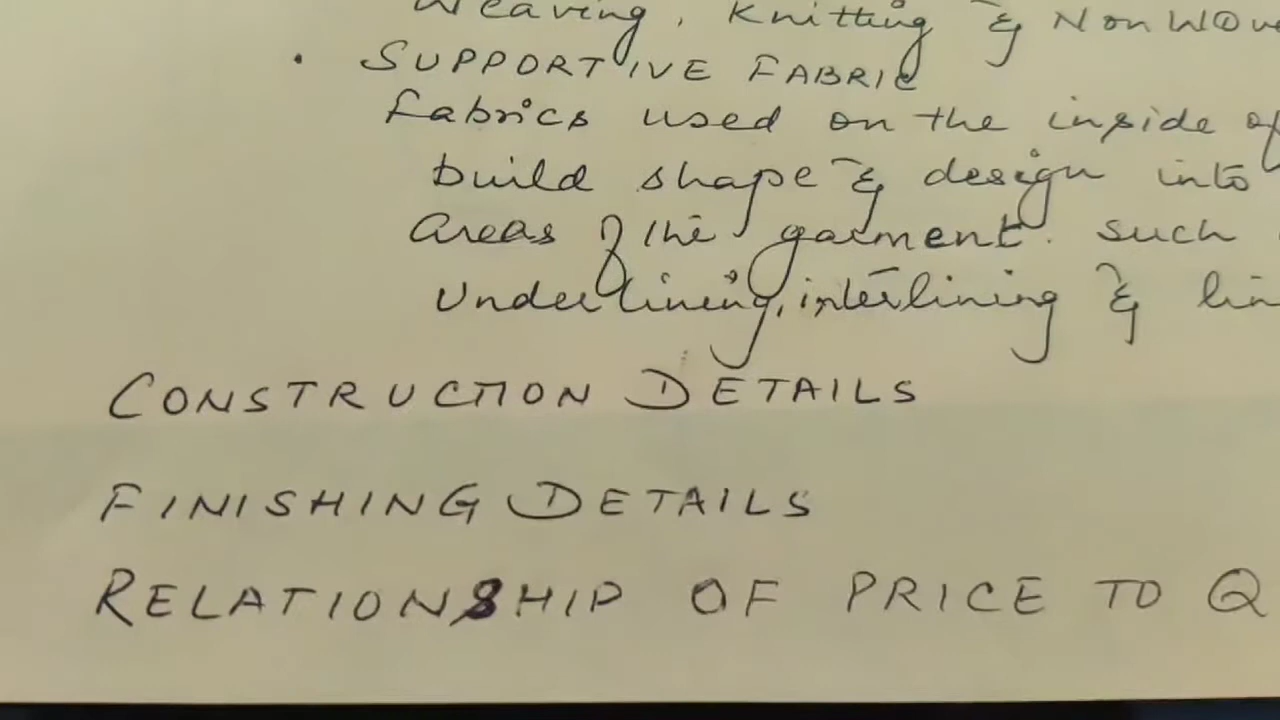 Weaving, Knitting & Non Wov
• SUPPORTIVE FABRIC
fabrics used on the inside of
build shape & design into
areas of the garment. such
Underlining, interlining & lin
CONSTRUCTION DETAILS
FINISHING DETAILS
RELATIONSHIP OF PRICE TO Q